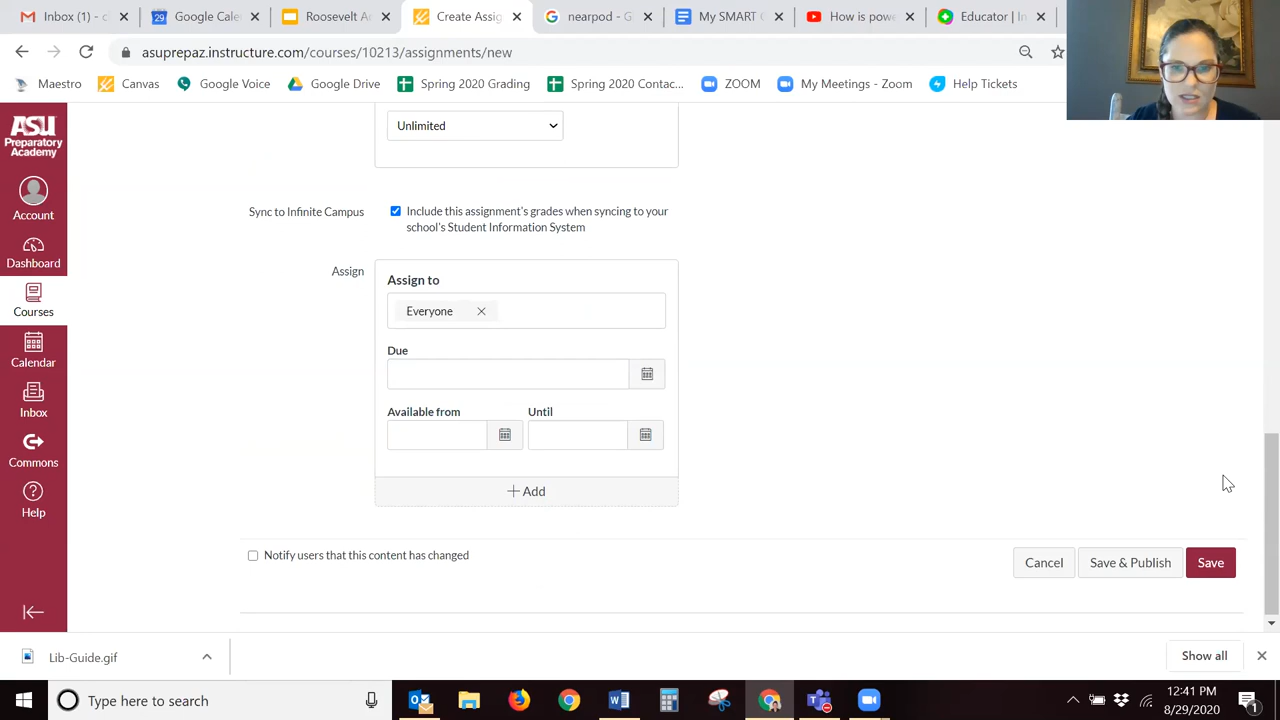 Inbox (1) - c
Google Cale
Roosevelt A
Create Assig
nearpod - G
My SMART G
How is powe
Educator | In
asuprepaz.instructure.com/courses/10213/assignments/new
Maestro
Canvas
Google Voice
Google Drive
Spring 2020 Grading
Spring 2020 Contac...
ZOOM
My Meetings - Zoom
Help Tickets
ASU
Preparatory
Academy
Account
Dashboard
Courses
Calendar
Inbox
Commons
Help
Unlimited
Sync to Infinite Campus
Include this assignment's grades when syncing to your
school's Student Information System
Assign
Assign to
Everyone
Due
Available from
Until
Add
Notify users that this content has changed
Cancel
Save & Publish
Save
Lib-Guide.gif
Show all
Type here to search
12:41 PM
8/29/2020
1